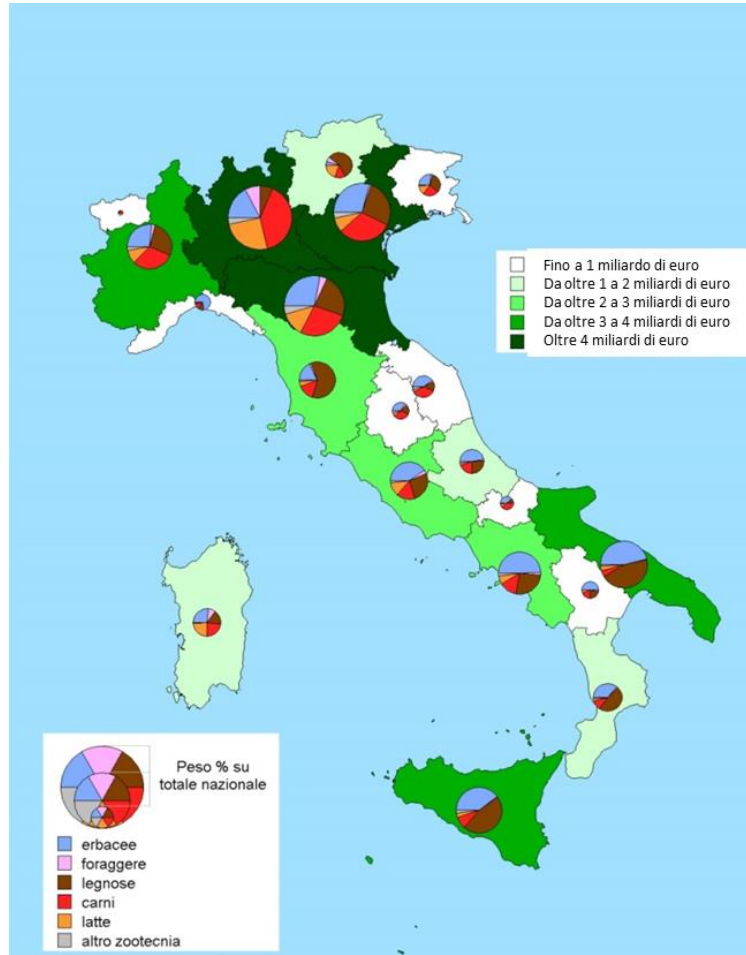 Fino a 1 miliardo di euro
Da oltre 1 a 2 miliardi di euro
Da oltre 2 a 3 miliardi di euro
Da oltre 3 a 4 miliardi di euro
Oltre 4 miliardi di euro
Peso % su
totale nazionale
erbacee
foraggere
legnose
carni
latte
altro zootecnia